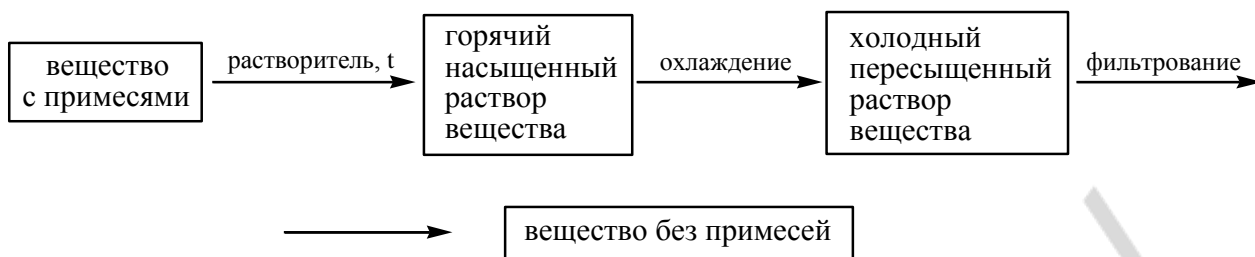 вещество
с примесями
растворитель, t
горячий
насыщенный
раствор
вещества
охлаждение
холодный
пересыщенный
раствор
вещества
фильтрование
вещество без примесей